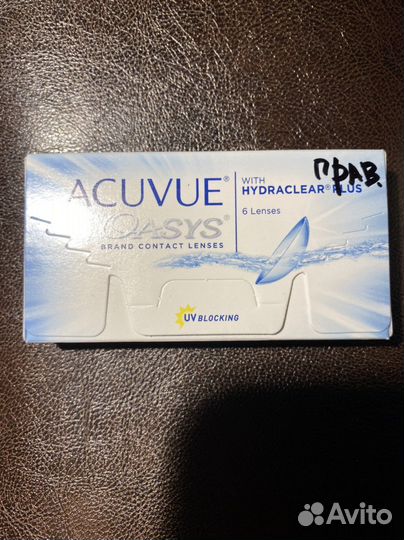 ACUVUE®
OASYS®
BRAND CONTACT LENSES
WITH
HYDRACLEAR® PLUS
6 Lenses
ПРАВ.
UV BLOCKING
Avito